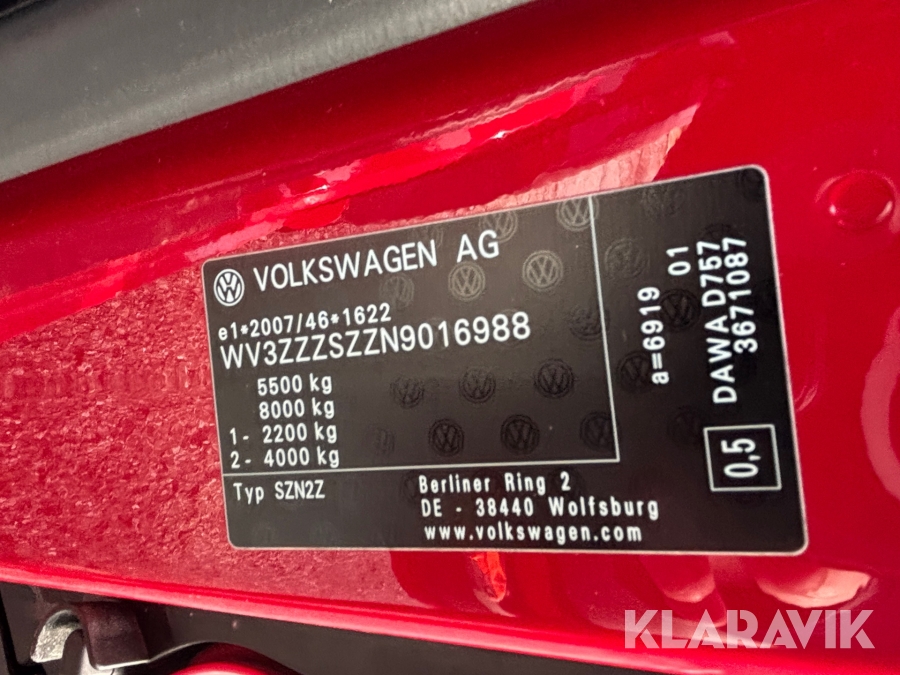 VOLKSWAGEN AG
e1*2007/46*1622
WV3ZZZSZZN9016988
5500 kg
8000 kg
1- 2200 kg
2- 4000 kg
Typ SZN2Z
Berliner Ring 2
DE - 38440 Wolfsburg
www.volkswagen.com
a=6919 01
DAWA D757
3671087
0,5
KLARAVIK